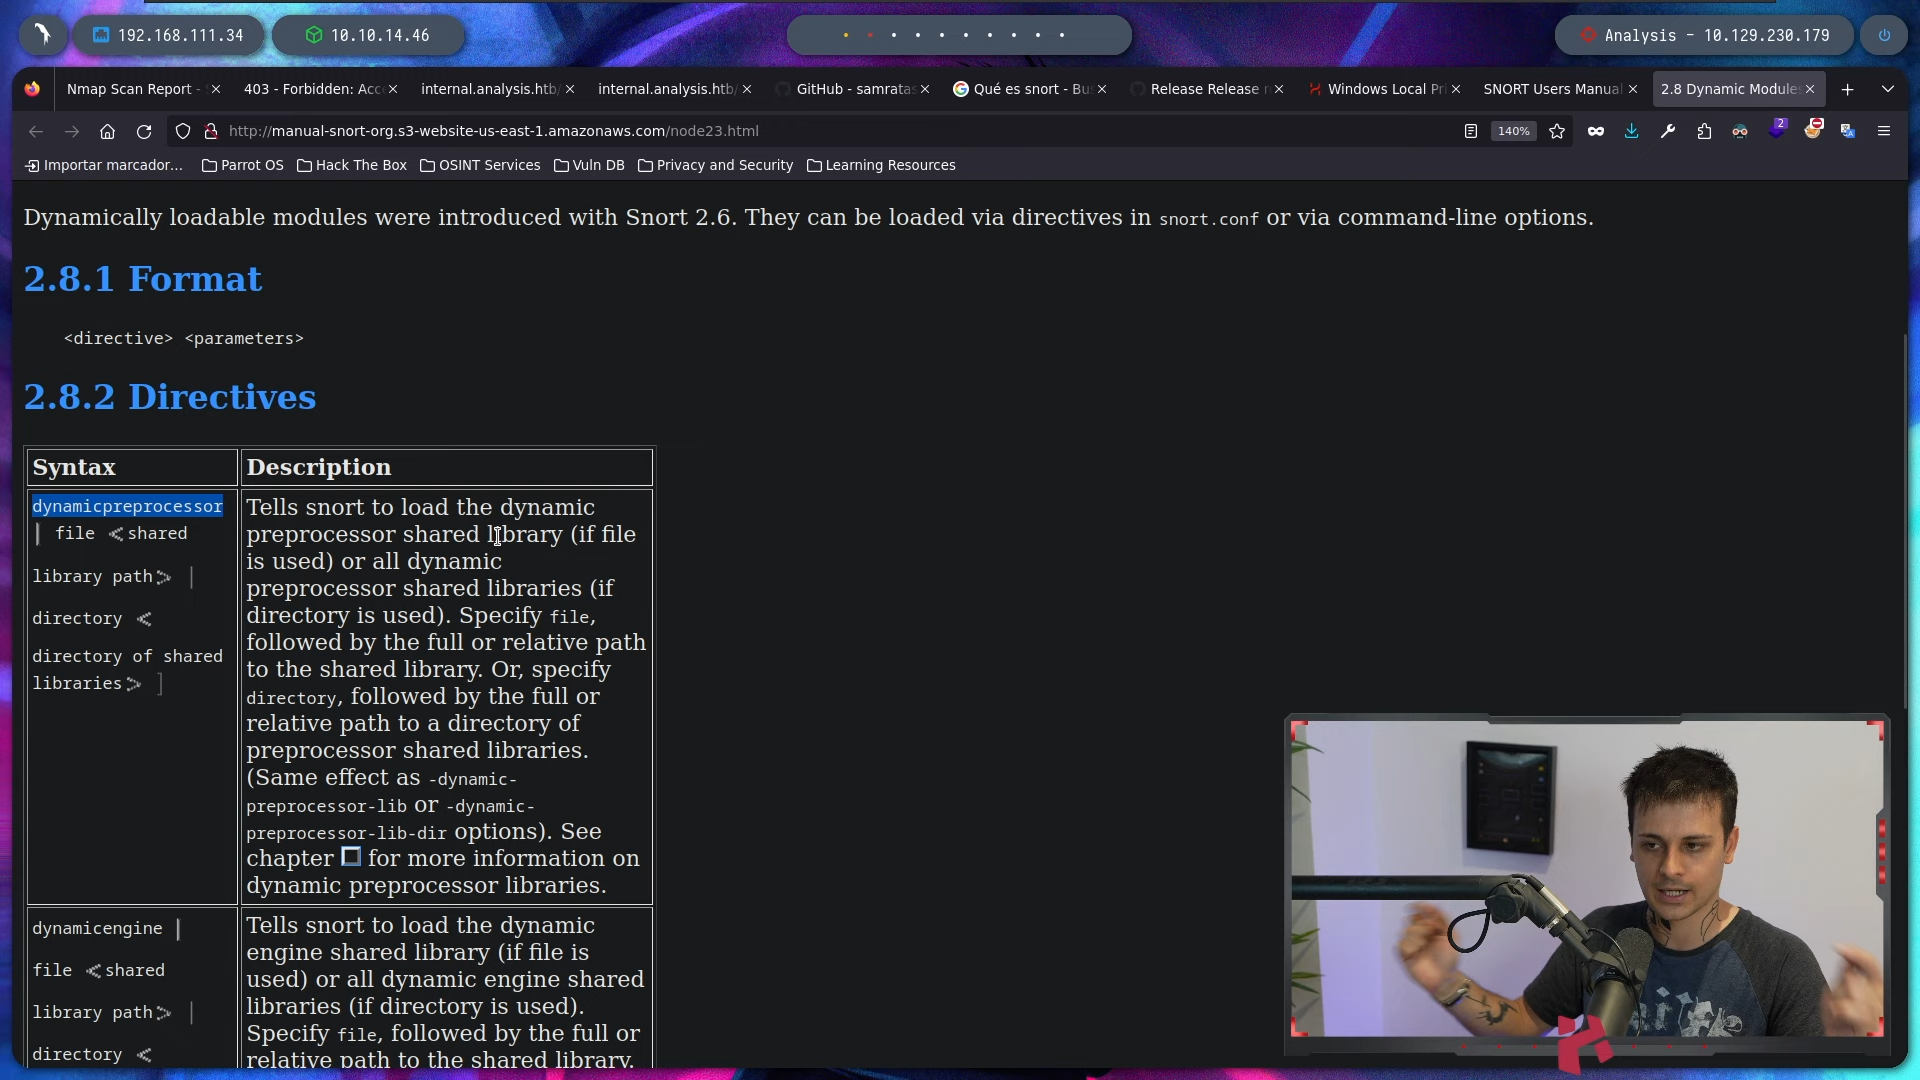 192.168.111.34
10.10.14.46
Analysis - 10.129.230.179
Nmap Scan Report -
403 - Forbidden: Acc
internal.analysis.htb/
internal.analysis.htb/
GitHub - samratas
Qué es snort - Bu
Release Release r
Windows Local Pri
SNORT Users Manual
2.8 Dynamic Modules
http://manual-snort-org.s3-website-us-east-1.amazonaws.com/node23.html
140%
2
Importar marcador...
Parrot OS
Hack The Box
OSINT Services
Vuln DB
Privacy and Security
Learning Resources
Dynamically loadable modules were introduced with Snort 2.6. They can be loaded via directives in snort.conf or via command-line options.
2.8.1 Format
<directive> <parameters>
2.8.2 Directives
Syntax
Description
dynamicpreprocessor
| file <shared
library path> |
directory <
directory of shared
libraries> ]
Tells snort to load the dynamic
preprocessor shared library (if file
is used) or all dynamic
preprocessor shared libraries (if
directory is used). Specify file,
followed by the full or relative path
to the shared library. Or, specify
directory, followed by the full or
relative path to a directory of
preprocessor shared libraries.
(Same effect as -dynamic-
preprocessor-lib or -dynamic-
preprocessor-lib-dir options). See
chapter for more information on
dynamic preprocessor libraries.
dynamicengine |
file <shared
library path> |
directory <
Tells snort to load the dynamic
engine shared library (if file is
used) or all dynamic engine shared
libraries (if directory is used).
Specify file, followed by the full or
relative path to the shared library.